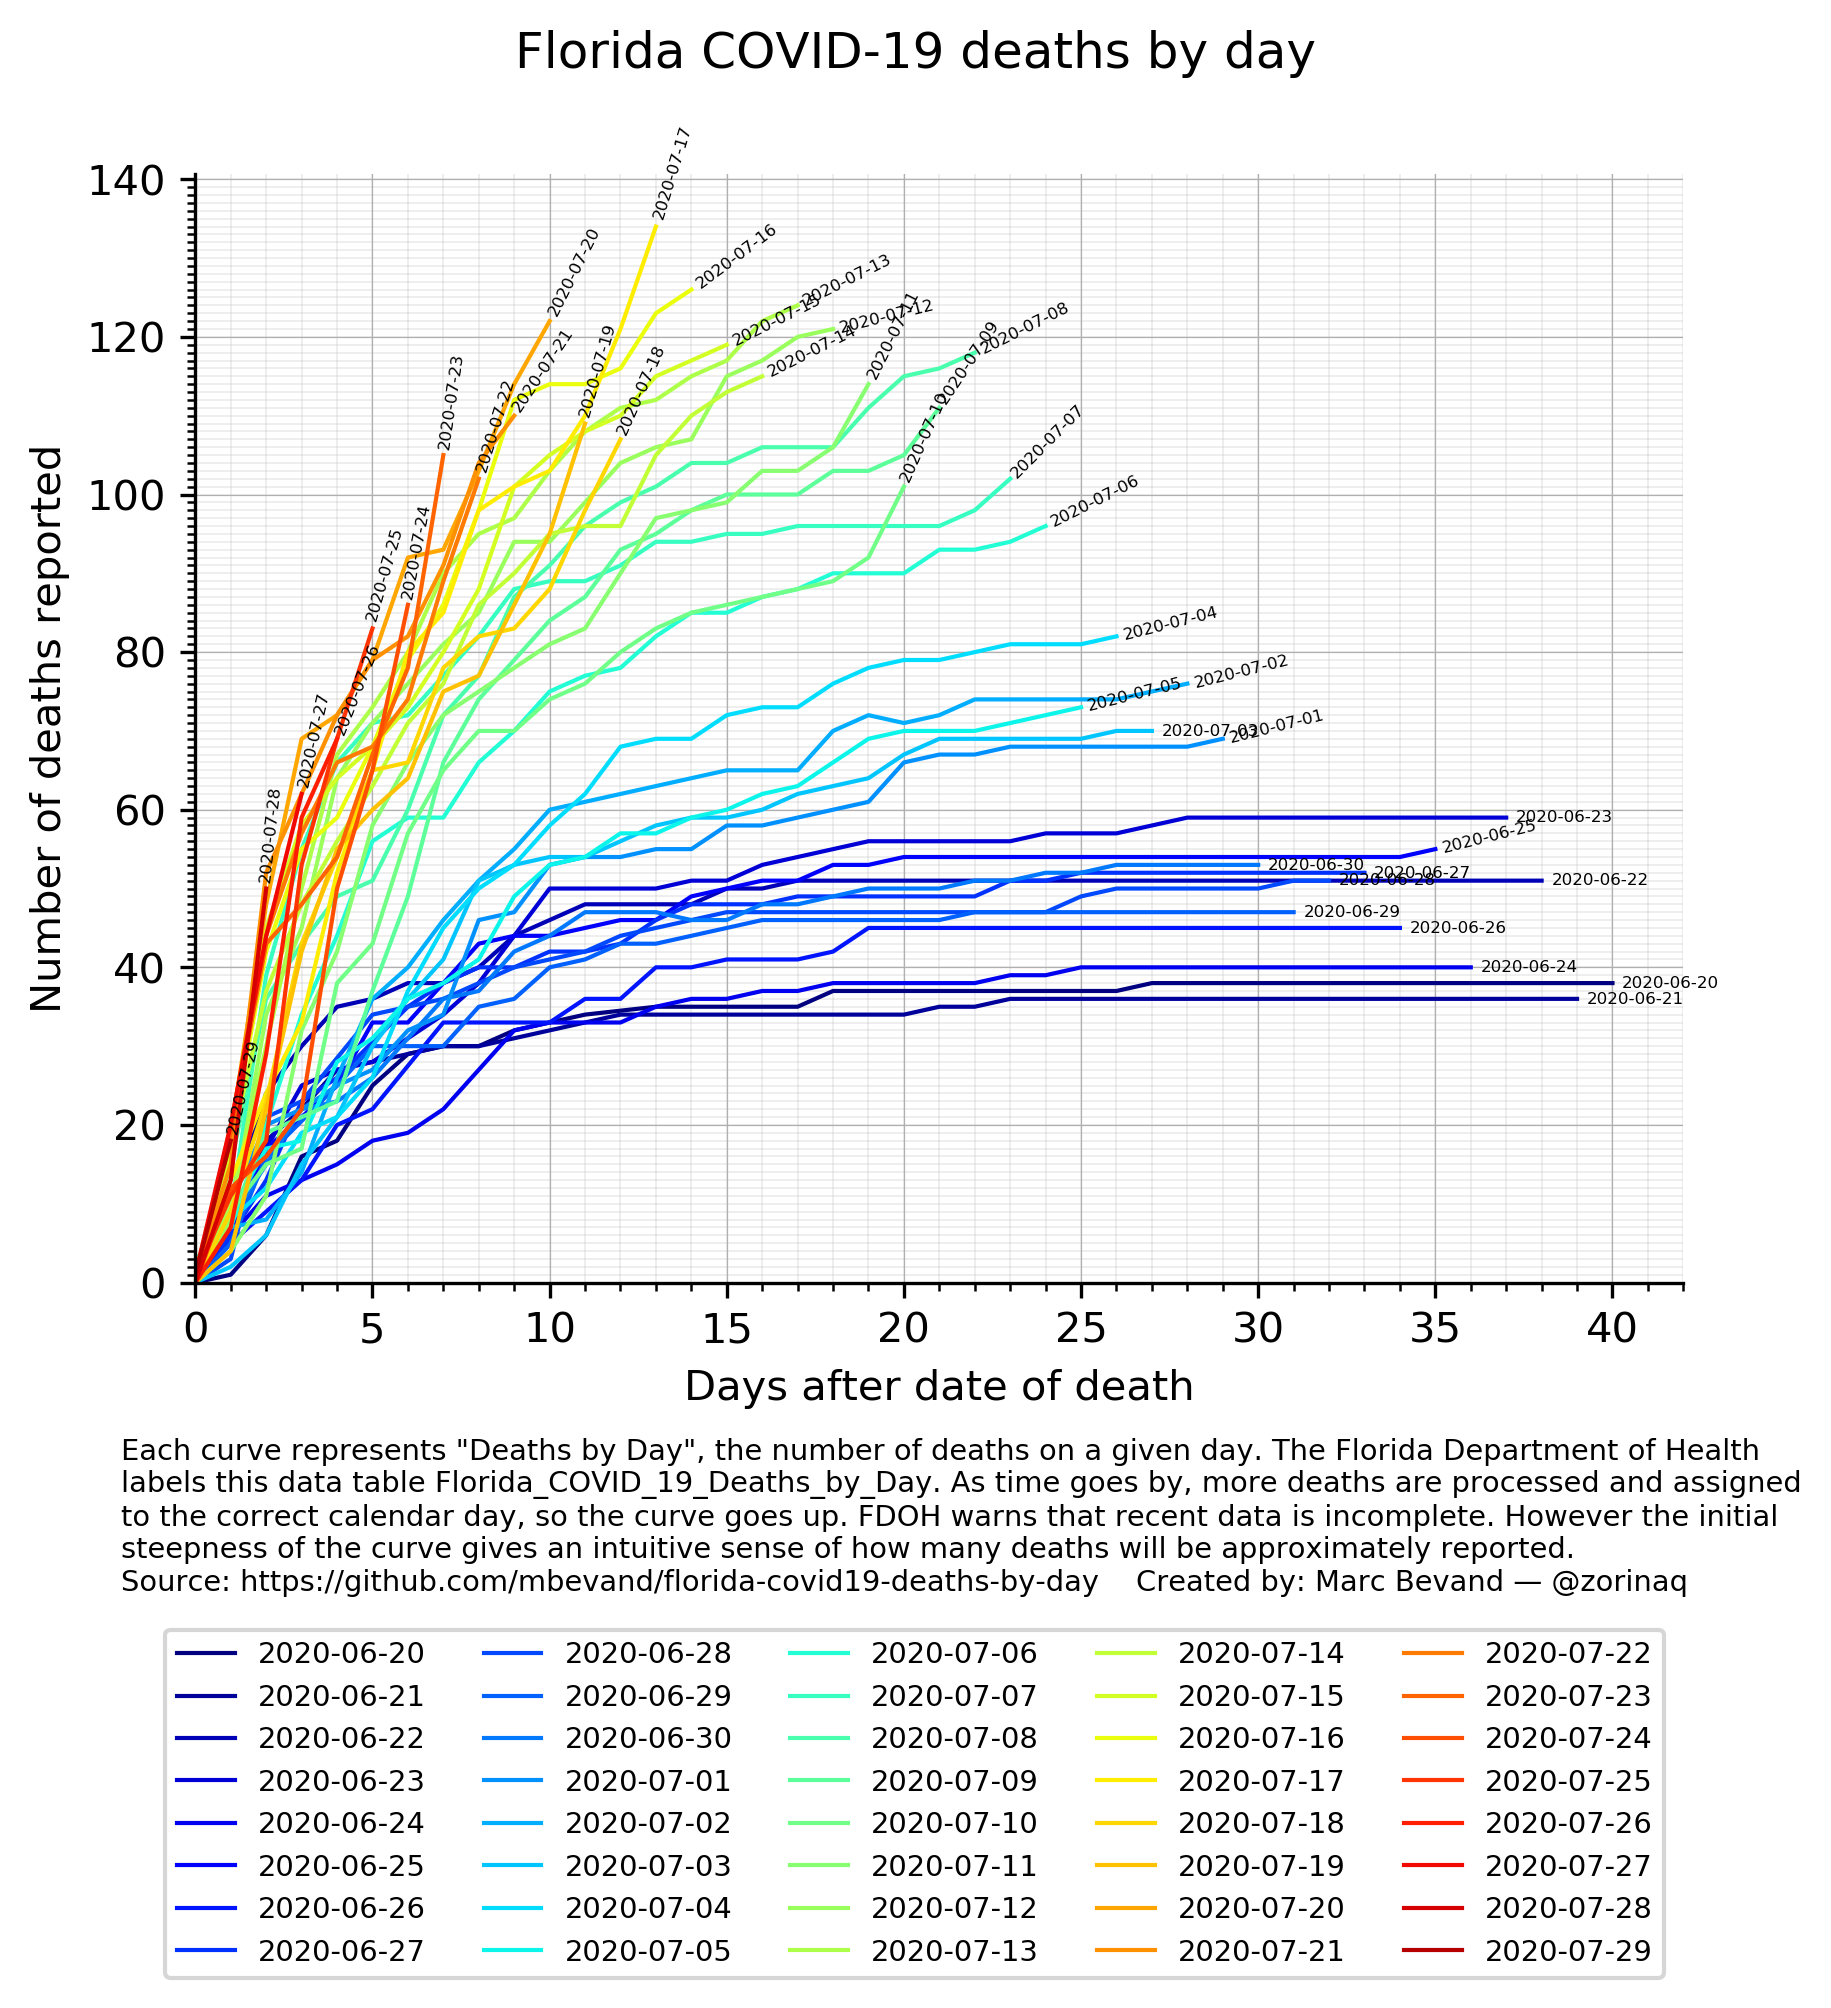 Florida COVID-19 deaths by day
2020-07-17
2020-07-20
2020-07-16
2020-07-13
2020-07-15
2020-07-12
2020-07-11
2020-07-14
2020-07-08
2020-07-09
2020-07-21
2020-07-19
2020-07-18
2020-07-23
2020-07-22
2020-07-10
2020-07-07
2020-07-06
2020-07-24
2020-07-25
2020-07-04
2020-07-26
2020-07-02
2020-07-05
2020-07-27
2020-07-03
2020-07-01
2020-07-28
2020-06-23
2020-06-25
2020-06-30
2020-06-27
2020-06-28
2020-06-22
2020-06-29
2020-06-26
2020-06-24
2020-06-20
2020-06-21
2020-07-29
140
120
100
80
60
40
20
0
Number of deaths reported
0 5 10 15 20 25 30 35 40
Days after date of death
Each curve represents "Deaths by Day", the number of deaths on a given day. The Florida Department of Health
labels this data table Florida_COVID_19_Deaths_by_Day. As time goes by, more deaths are processed and assigned
to the correct calendar day, so the curve goes up. FDOH warns that recent data is incomplete. However the initial
steepness of the curve gives an intuitive sense of how many deaths will be approximately reported.
Source: https://github.com/mbevand/florida-covid19-deaths-by-day Created by: Marc Bevand — @zorinaq
2020-06-20 2020-06-28 2020-07-06 2020-07-14 2020-07-22
2020-06-21 2020-06-29 2020-07-07 2020-07-15 2020-07-23
2020-06-22 2020-06-30 2020-07-08 2020-07-16 2020-07-24
2020-06-23 2020-07-01 2020-07-09 2020-07-17 2020-07-25
2020-06-24 2020-07-02 2020-07-10 2020-07-18 2020-07-26
2020-06-25 2020-07-03 2020-07-11 2020-07-19 2020-07-27
2020-06-26 2020-07-04 2020-07-12 2020-07-20 2020-07-28
2020-06-27 2020-07-05 2020-07-13 2020-07-21 2020-07-29